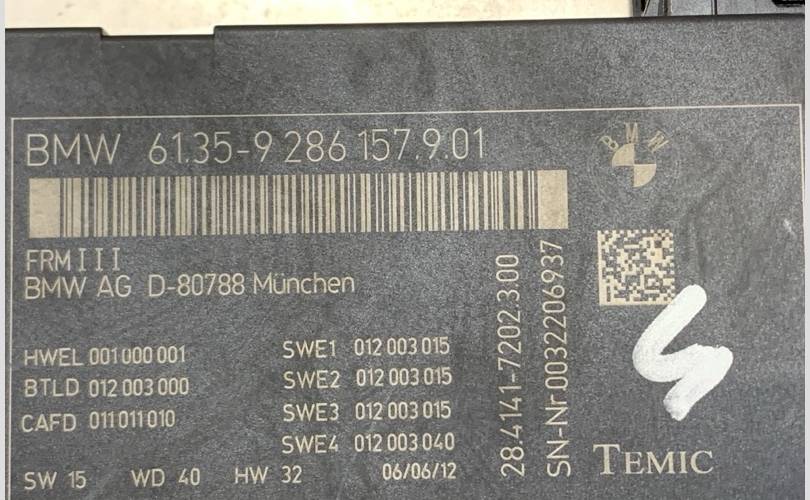 BMW 61.35-9 286 157.9.01
BMW
FRMIII
BMW AG D-80788 München
HWEL 001 000 001
BTLD 012 003 000
CAFD 011 011 010
SWE1 012 003 015
SWE2 012 003 015
SWE3 012 003 015
SWE4 012 003 040
SW 15 WD 40 HW 32 06/06/12
28.4141-7202.3.00
SN-Nr 0032206937
TEMIC